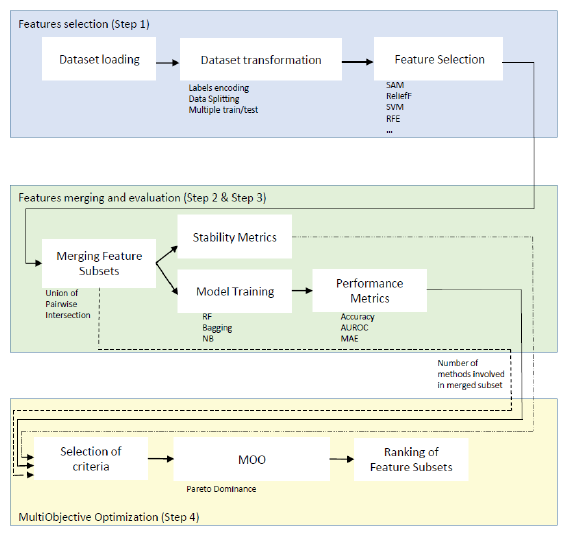 Features selection (Step 1)
Dataset loading
Dataset transformation
Feature Selection
Labels encoding
Data Splitting
Multiple train/test
SAM
ReliefF
SVM
RFE
...
Features merging and evaluation (Step 2 & Step 3)
Merging Feature
Subsets
Stability Metrics
Model Training
Performance
Metrics
Union of
Pairwise
Intersection
RF
Bagging
NB
Accuracy
AUROC
MAE
Number of
methods involved
in merged subset
Selection of
criteria
MOO
Ranking of
Feature Subsets
Pareto Dominance
MultiObjective Optimization (Step 4)